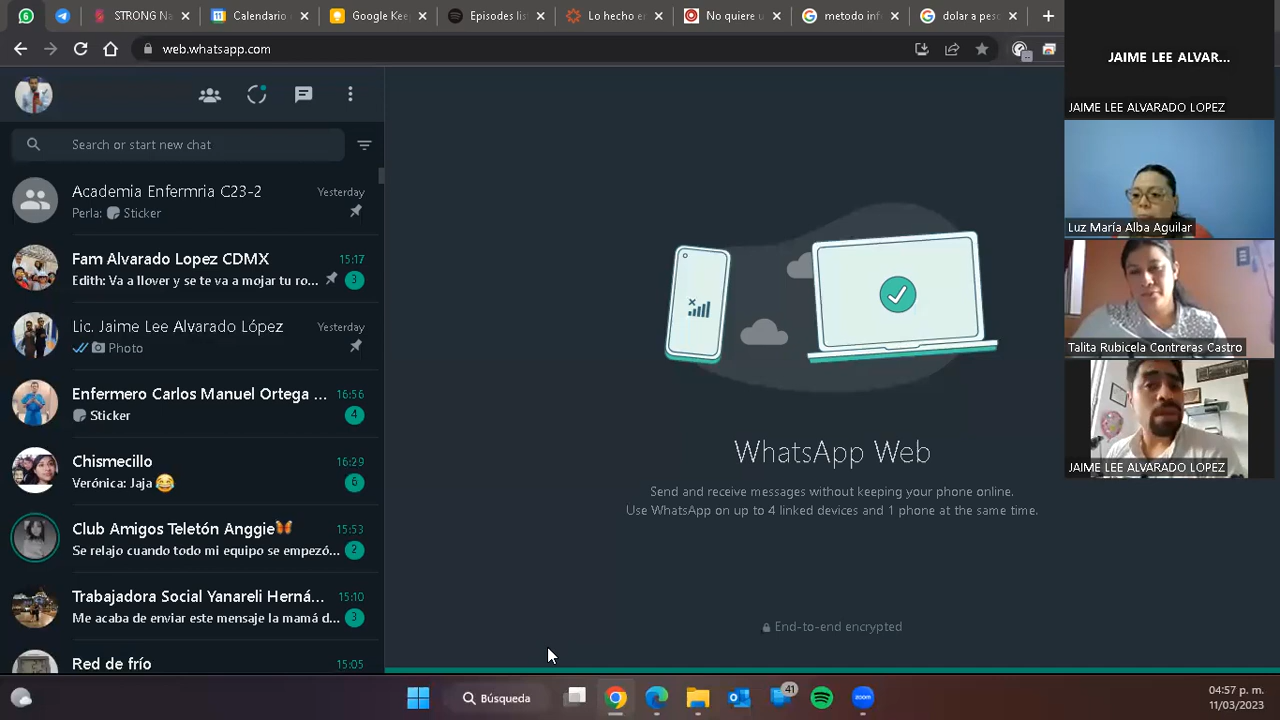 6
STRONG Na
Calendario
Google Kee
Episodes lis
Lo hecho e
No quiere u
metodo inf
dolar a pes
web.whatsapp.com
Search or start new chat
Academia Enfermria C23-2
Yesterday
Perla: Sticker
Fam Alvarado Lopez CDMX
15:17
Edith: Va a llover y se te va a mojar tu ro...
3
Lic. Jaime Lee Alvarado López
Yesterday
Photo
Enfermero Carlos Manuel Ortega ...
16:56
Sticker
4
Chismecillo
16:29
Verónica: Jaja 😂
6
Club Amigos Teletón Anggie🦋
15:53
Se relajo cuando todo mi equipo se empezó...
2
Trabajadora Social Yanareli Herná...
15:10
Me acaba de enviar este mensaje la mamá d...
3
Red de frío
15:05
WhatsApp Web
Send and receive messages without keeping your phone online.
Use WhatsApp on up to 4 linked devices and 1 phone at the same time.
End-to-end encrypted
JAIME LEE ALVAR...
JAIME LEE ALVARADO LOPEZ
Luz María Alba Aguilar
Talita Rubicela Contreras Castro
JAIME LEE ALVARADO LOPEZ
Búsqueda
41
zoom
04:57 p. m.
11/03/2023